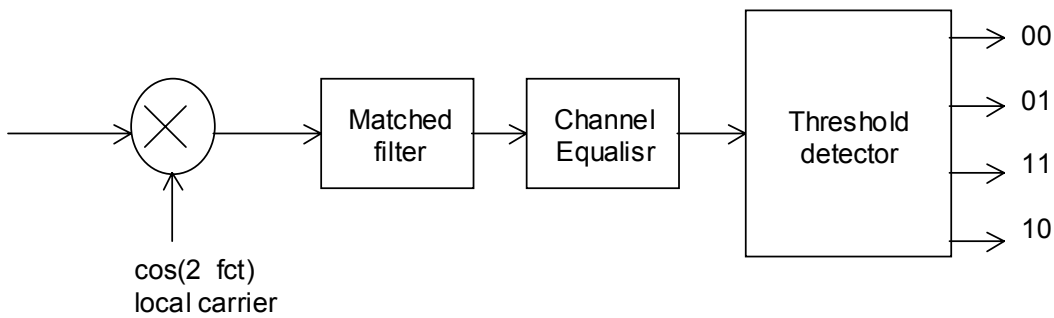 00
01
11
10
Matched
filter
Channel
Equalisr
Threshold
detector
cos(2 fct)
local carrier